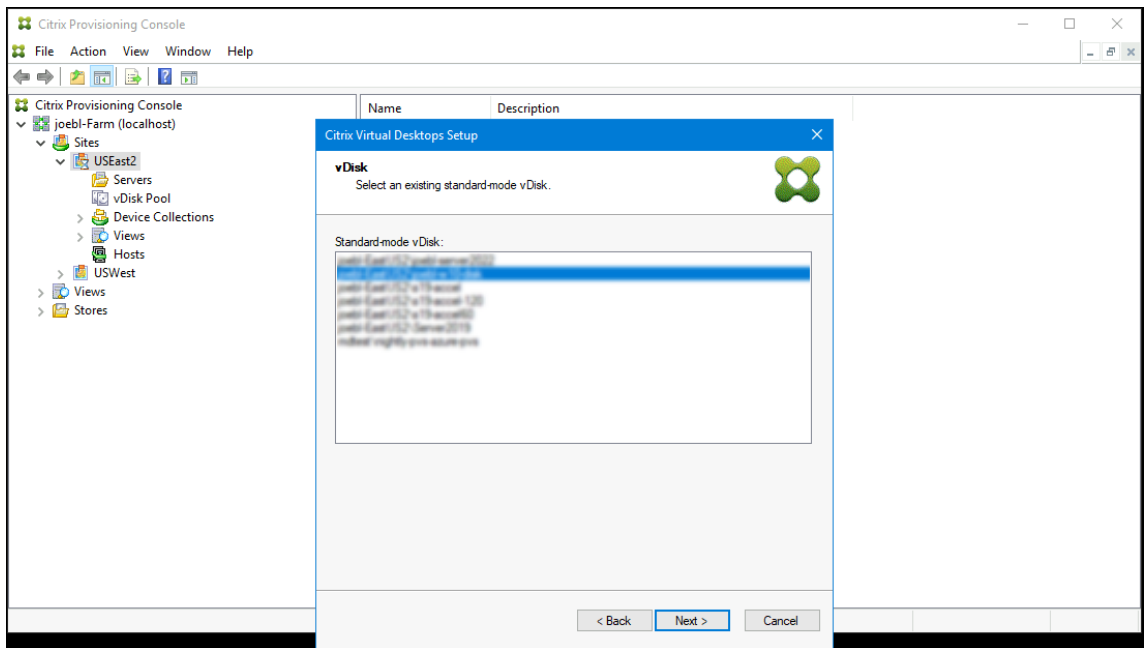 Citrix Provisioning Console
File Action View Window Help
Citrix Provisioning Console
joebl-Farm (localhost)
Sites
USEast2
Servers
vDisk Pool
Device Collections
Views
Hosts
USWest
Views
Stores
Name Description
Citrix Virtual Desktops Setup
vDisk
Select an existing standard-mode vDisk.
Standard-mode vDisk:
< Back Next > Cancel